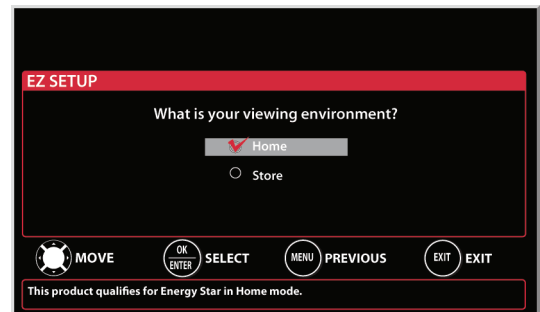 EZ SETUP
What is your viewing environment?
Home
Store
MOVE OK ENTER SELECT MENU PREVIOUS EXIT EXIT
This product qualifies for Energy Star in Home mode.